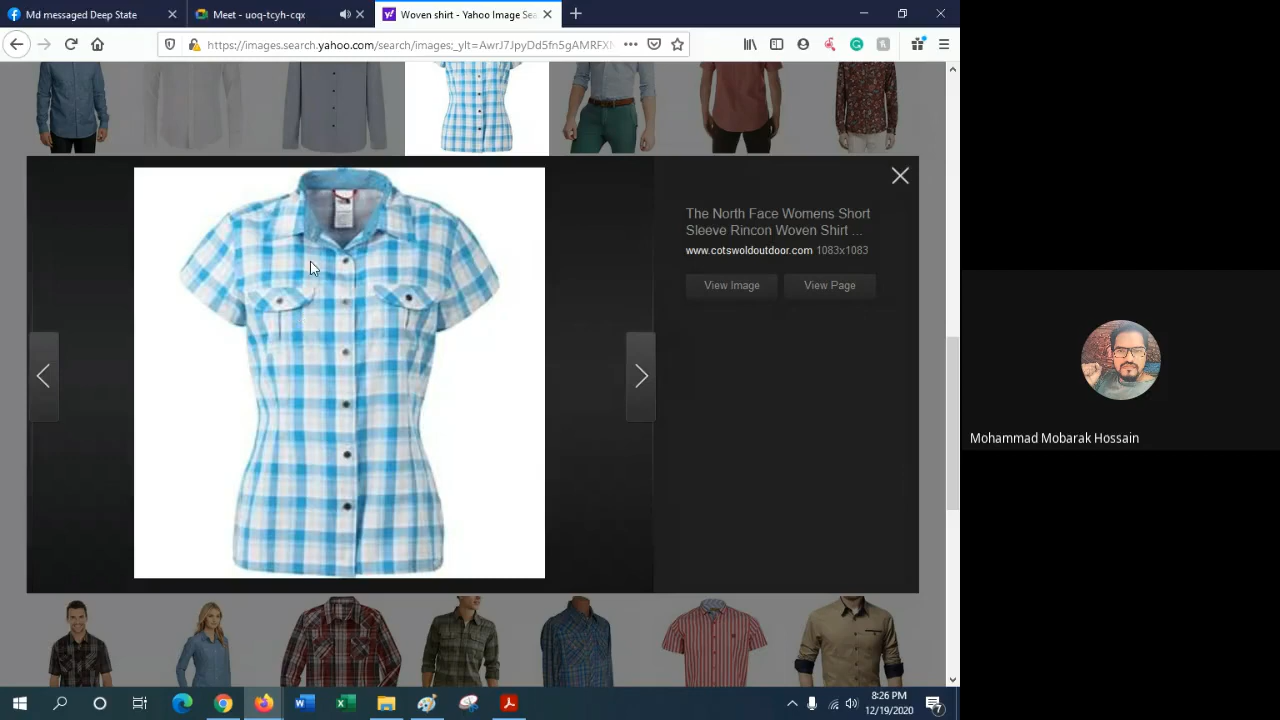 Md messaged Deep State
Meet - uoq-tcyh-cqx
Woven shirt - Yahoo Image Sea
https://images.search.yahoo.com/search/images;_ylt=AwrJ7JpyDd5fn5gAMRFX
The North Face Womens Short
Sleeve Rincon Woven Shirt ...
www.cotswoldoutdoor.com 1083x1083
View Image
View Page
Mohammad Mobarak Hossain
8:26 PM
12/19/2020
7